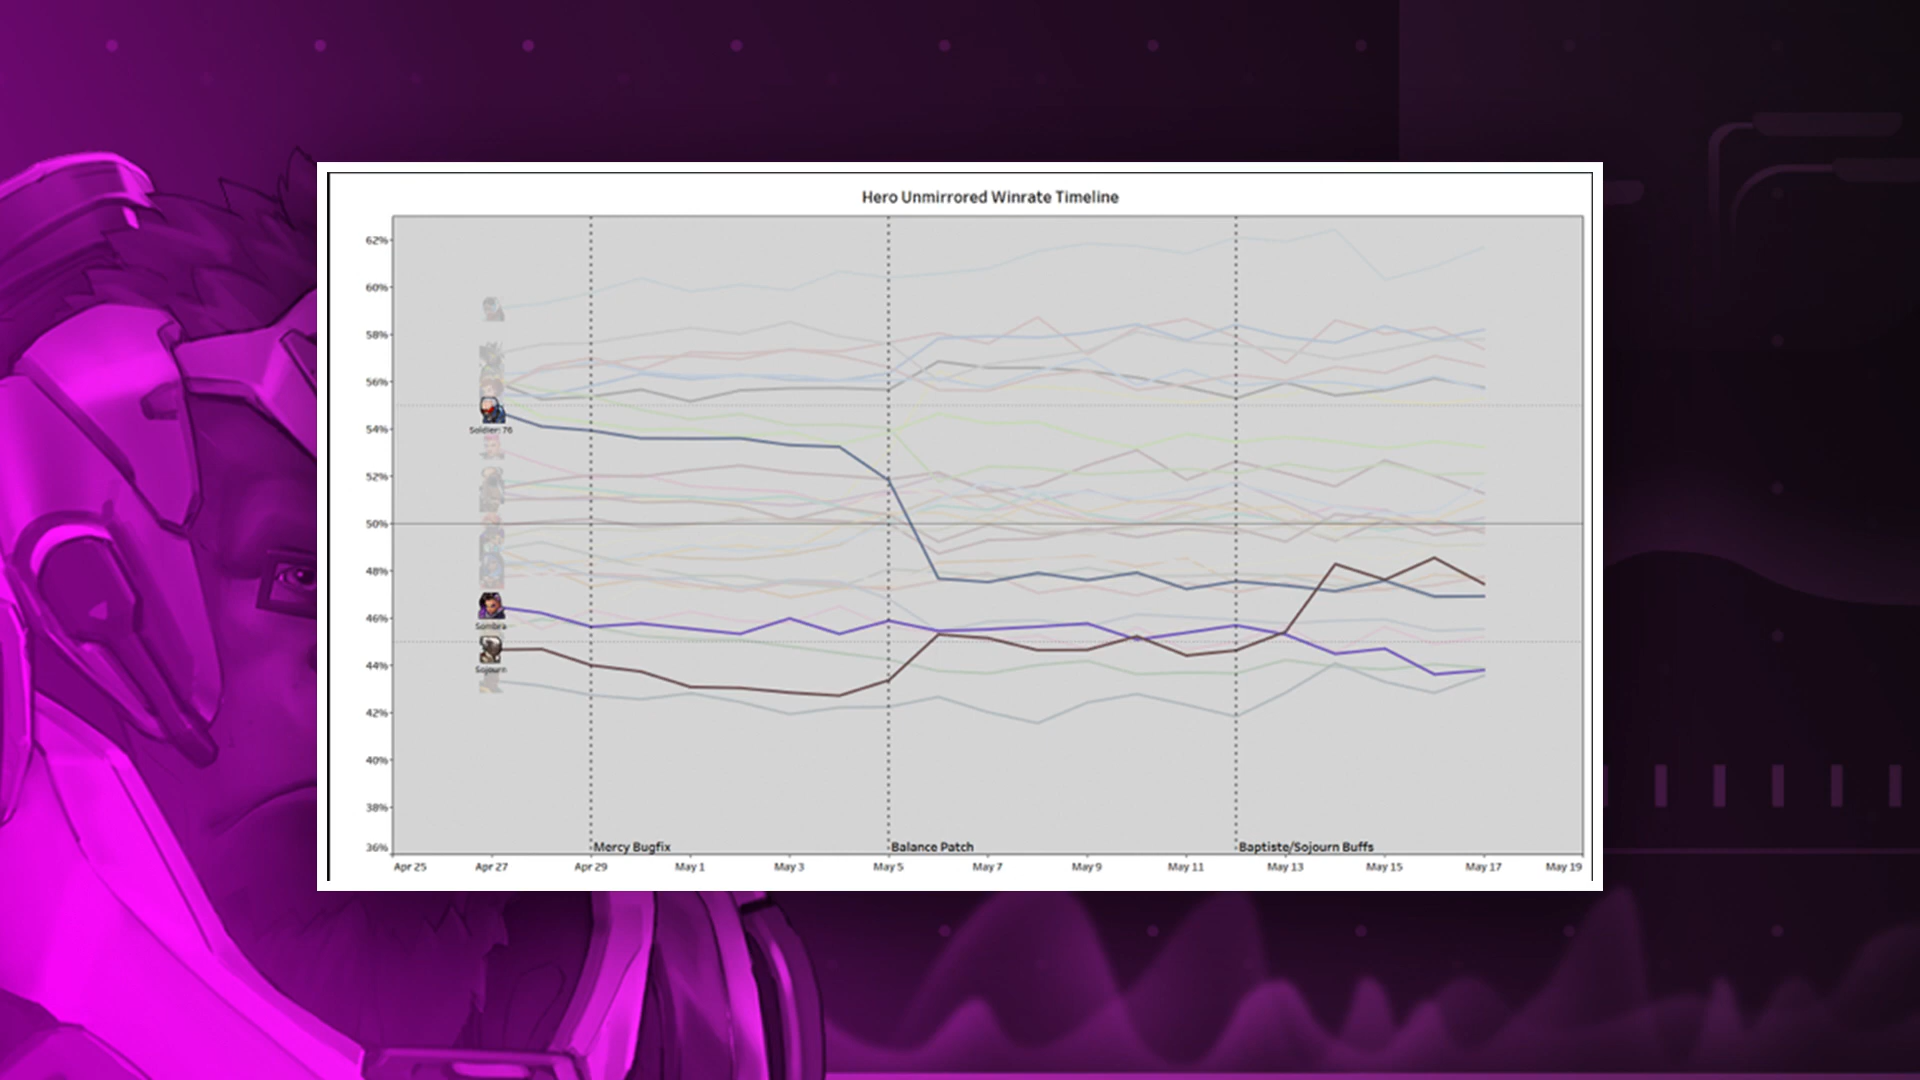 Hero Unmirrored Winrate Timeline
62%
60%
58%
56%
54%
52%
50%
48%
46%
44%
42%
40%
38%
36%
Soldier: 76
Sombra
Sojourn
Mercy Bugfix
Balance Patch
Baptiste/Sojourn Buffs
Apr 25
Apr 27
Apr 29
May 1
May 3
May 5
May 7
May 9
May 11
May 13
May 15
May 17
May 19